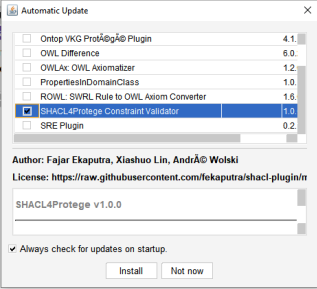 Automatic Update
Ontop VKG ProtÃ©gÃ© Plugin 4.1.
OWL Difference 6.0.
OWLAx: OWL Axiomatizer 1.2.
PropertiesInDomainClass 1.0.
ROWL: SWRL Rule to OWL Axiom Converter 1.6.
SHACL4Protege Constraint Validator 1.0.
SRE Plugin 0.2.
Author: Fajar Ekaputra, Xiashuo Lin, AndrÃ© Wolski
License: https://raw.githubusercontent.com/fekaputra/shacl-plugin/m
SHACL4Protege v1.0.0
Always check for updates on startup.
Install Not now